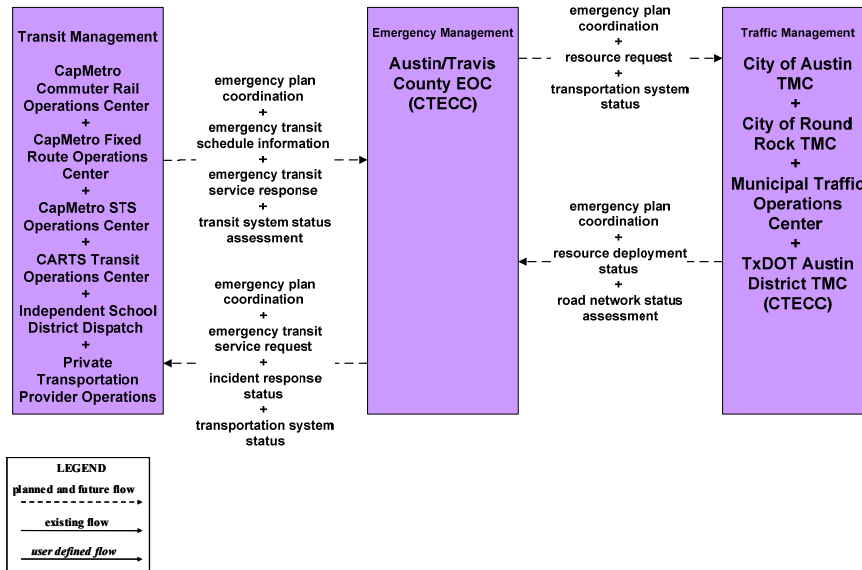 Transit Management
CapMetro
Commuter Rail
Operations Center
+
CapMetro Fixed
Route Operations
Center
+
CapMetro STS
Operations Center
+
CARTS Transit
Operations Center
+
Independent School
District Dispatch
+
Private
Transportation
Provider Operations
emergency plan
coordination
+
emergency transit
schedule information
+
emergency transit
service response
+
transit system status
assessment
emergency plan
coordination
+
emergency transit
service request
+
incident response
status
+
transportation system
status
Emergency Management
Austin/Travis
County EOC
(CTECC)
emergency plan
coordination
+
resource request
+
transportation system
status
emergency plan
coordination
+
resource deployment
status
+
road network status
assessment
Traffic Management
City of Austin
TMC
+
City of Round
Rock TMC
+
Municipal Traffic
Operations
Center
+
TxDOT Austin
District TMC
(CTECC)
LEGEND
planned and future flow
existing flow
user defined flow